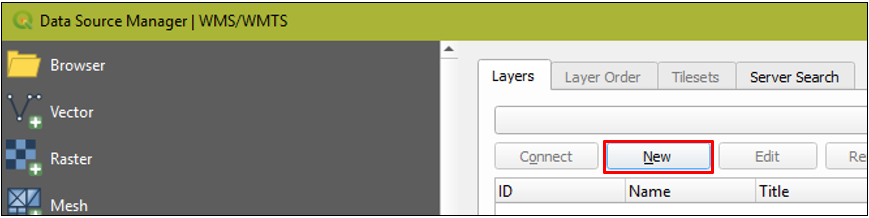 Data Source Manager | WMS/WMTS
Browser
Vector
Raster
Mesh
Layers Layer Order Tilesets Server Search
Connect New Edit
ID Name Title